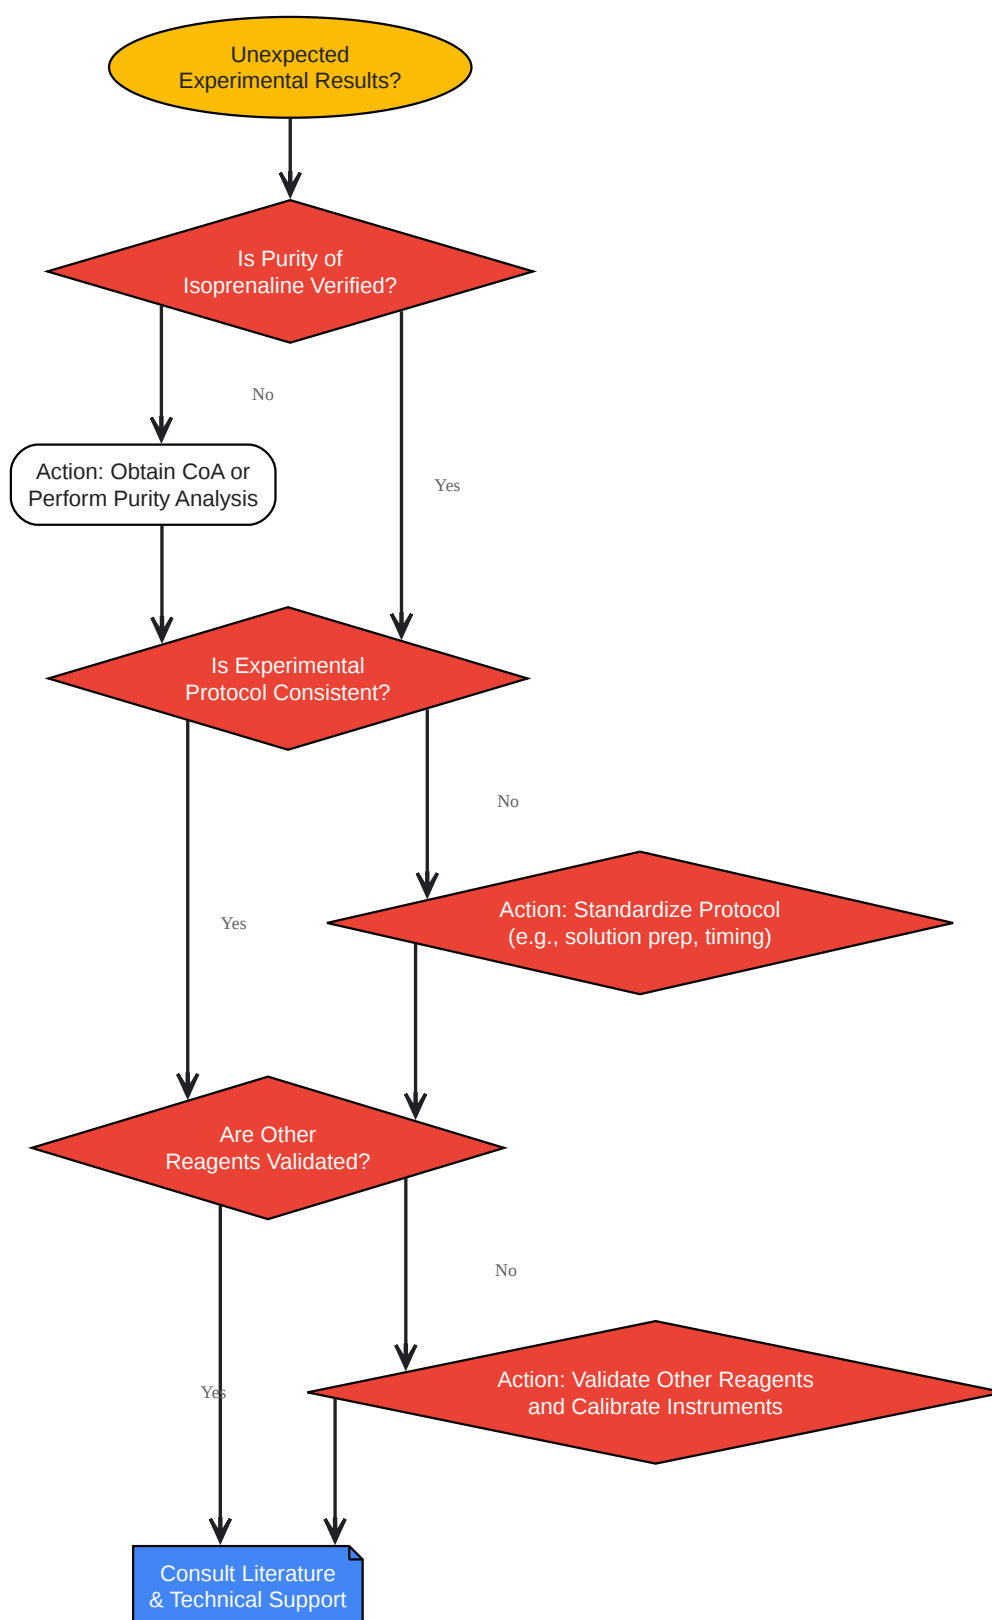 Unexpected
Experimental Results?
Is Purity of
Isoprenaline Verified?
No
Action: Obtain CoA or
Perform Purity Analysis
Yes
Is Experimental
Protocol Consistent?
No
Action: Standardize Protocol
(e.g., solution prep, timing)
Yes
Are Other
Reagents Validated?
No
Action: Validate Other Reagents
and Calibrate Instruments
Yes
Consult Literature
& Technical Support